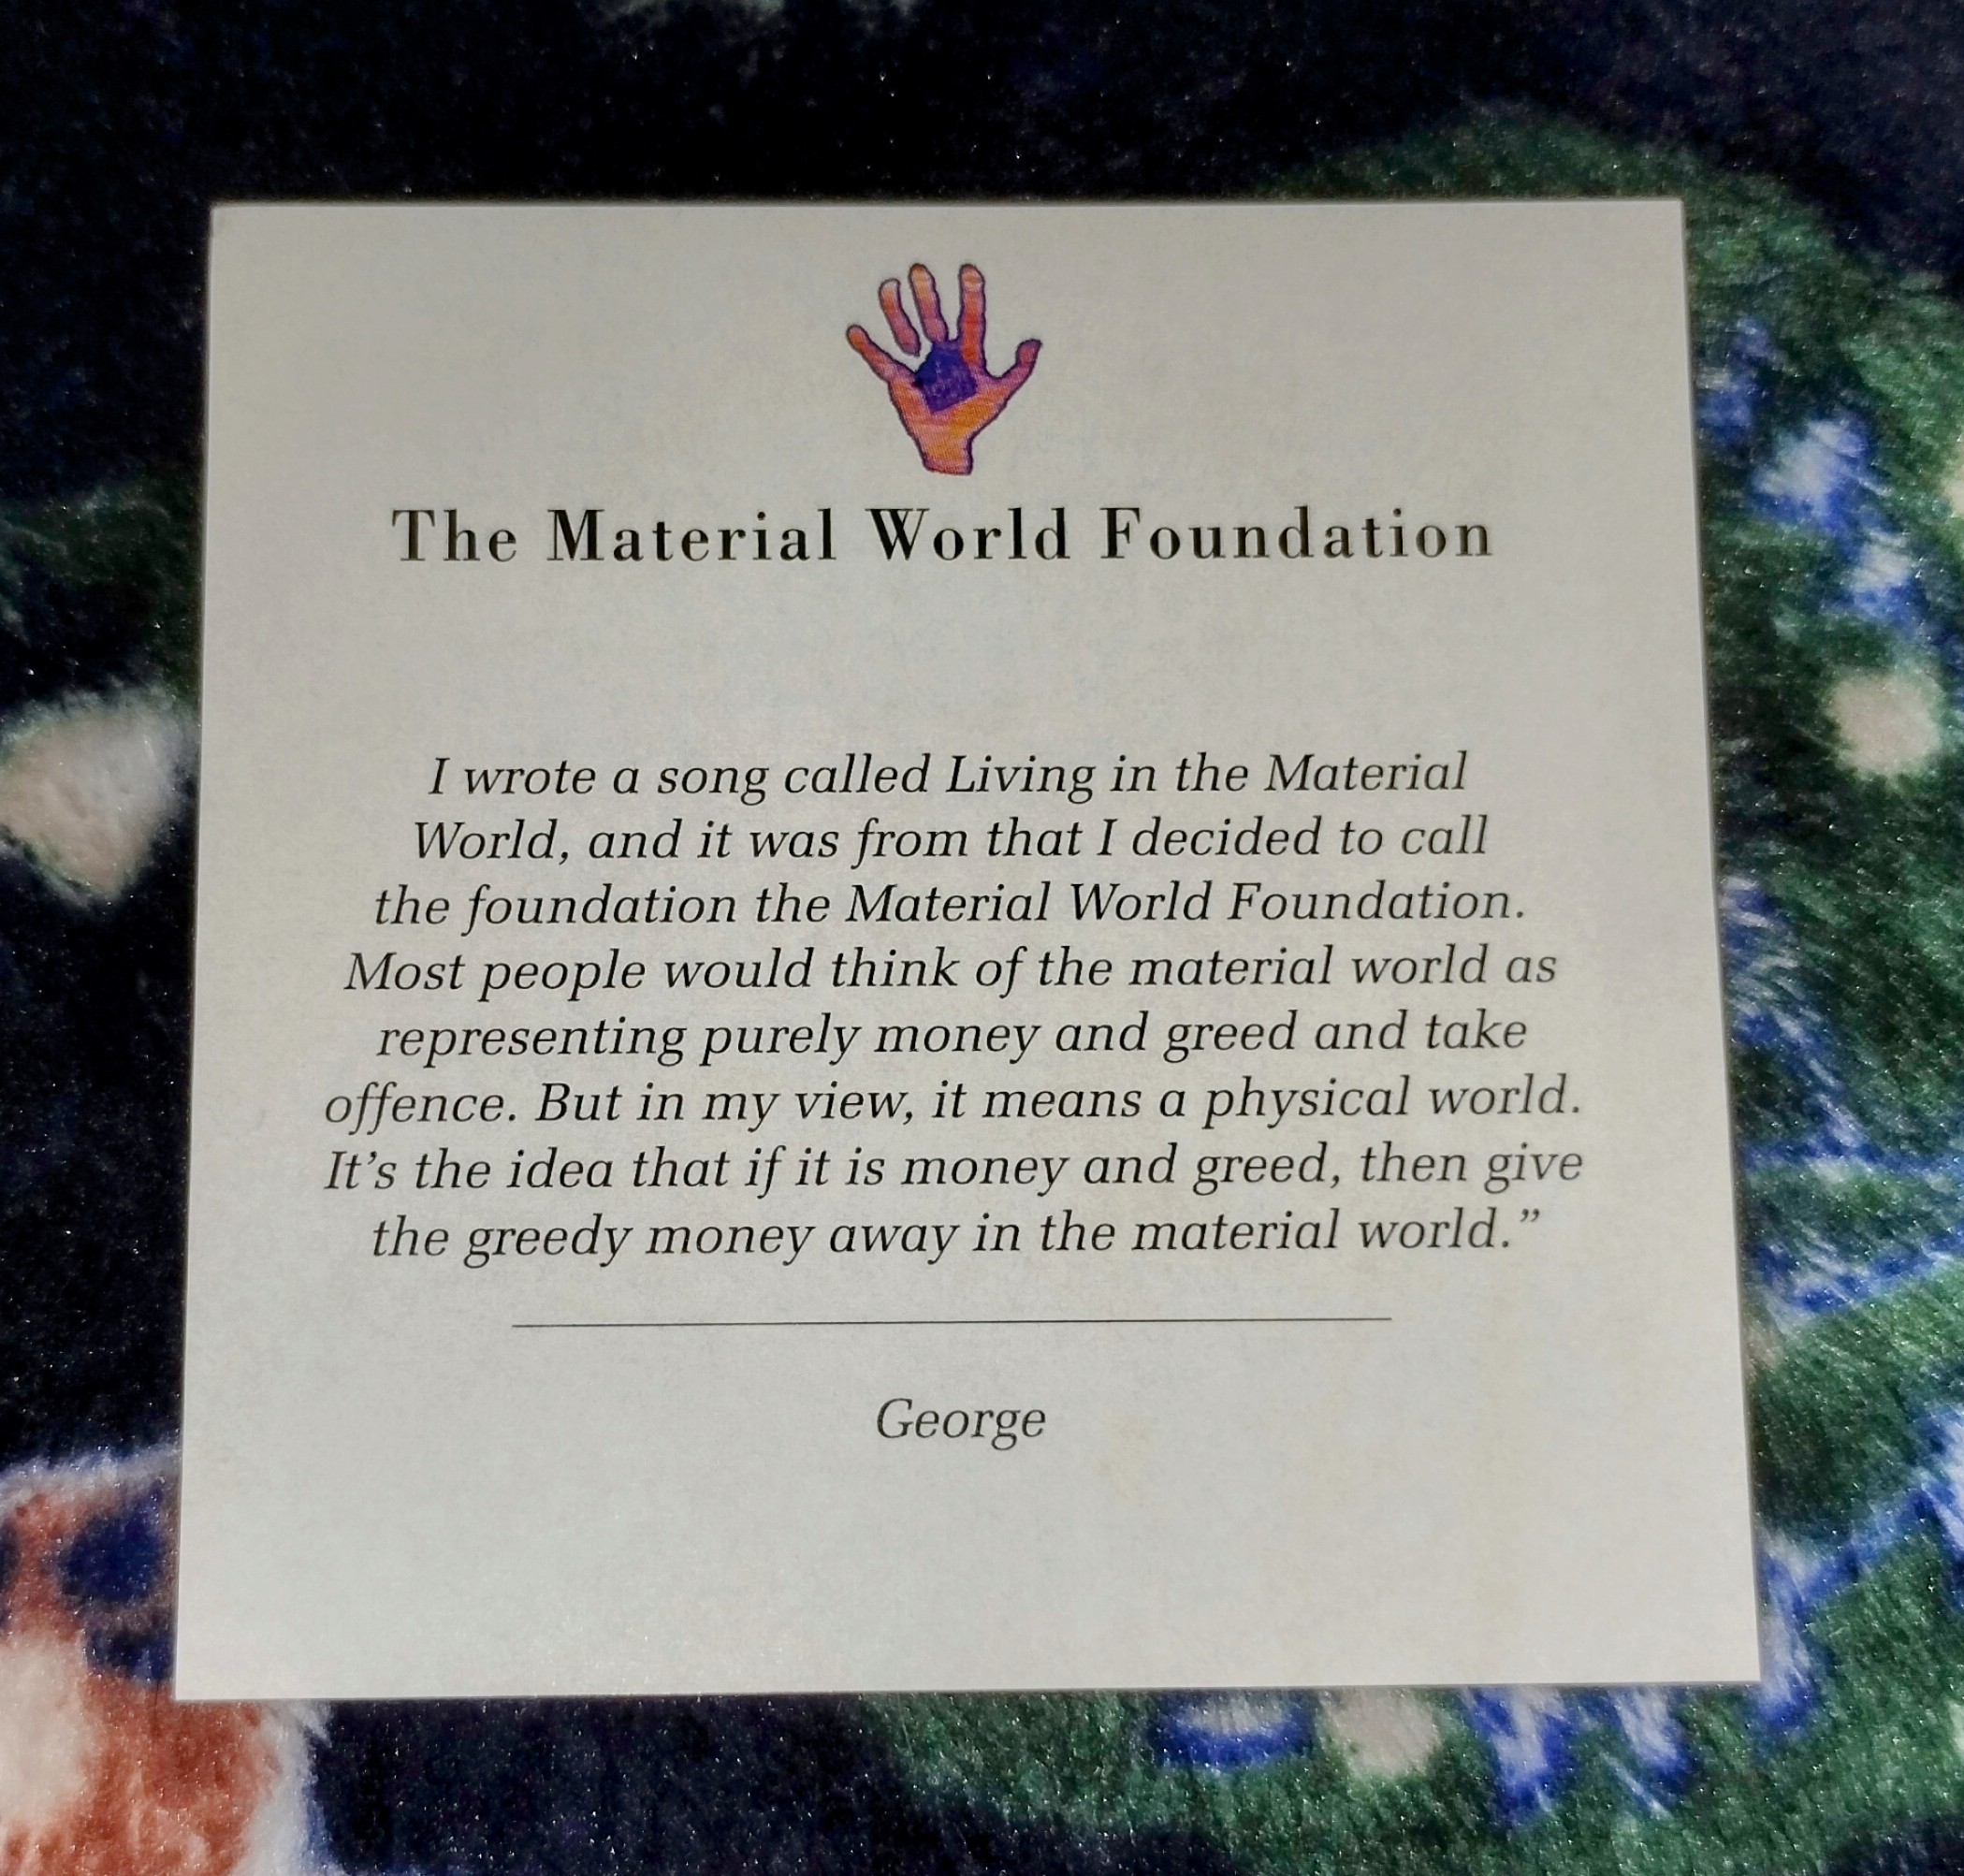 The Material World Foundation
I wrote a song called Living in the Material
World, and it was from that I decided to call
the foundation the Material World Foundation.
Most people would think of the material world as
representing purely money and greed and take
offence. But in my view, it means a physical world.
It’s the idea that if it is money and greed, then give
the greedy money away in the material world.”
George